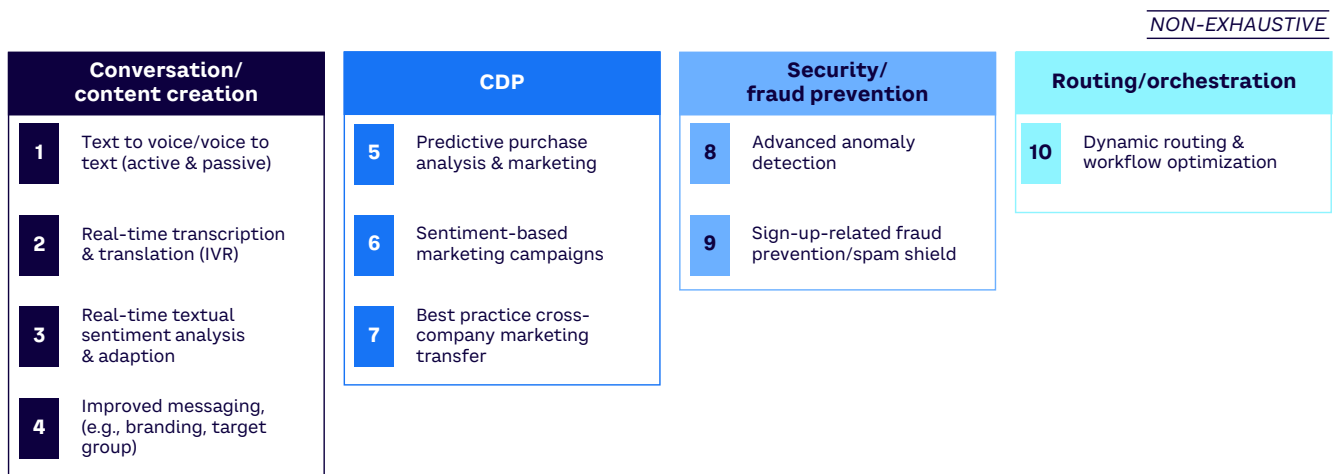 NON-EXHAUSTIVE
Conversation/
content creation
1
Text to voice/voice to
text (active & passive)
2
Real-time transcription
& translation (IVR)
3
Real-time textual
sentiment analysis
& adaption
4
Improved messaging,
(e.g., branding, target
group)
CDP
5
Predictive purchase
analysis & marketing
6
Sentiment-based
marketing campaigns
7
Best practice cross-
company marketing
transfer
Security/
fraud prevention
8
Advanced anomaly
detection
9
Sign-up-related fraud
prevention/spam shield
Routing/orchestration
10
Dynamic routing &
workflow optimization